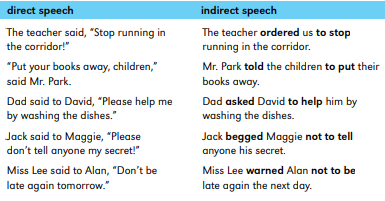 direct speech
indirect speech
The teacher said, “Stop running in
the corridor!”
The teacher ordered us to stop
running in the corridor.
“Put your books away, children,”
said Mr. Park.
Mr. Park told the children to put their
books away.
Dad said to David, “Please help me
by washing the dishes.”
Dad asked David to help him by
washing the dishes.
Jack said to Maggie, “Please
don’t tell anyone my secret!”
Jack begged Maggie not to tell
anyone his secret.
Miss Lee said to Alan, “Don’t be
late again tomorrow.”
Miss Lee warned Alan not to be
late again the next day.